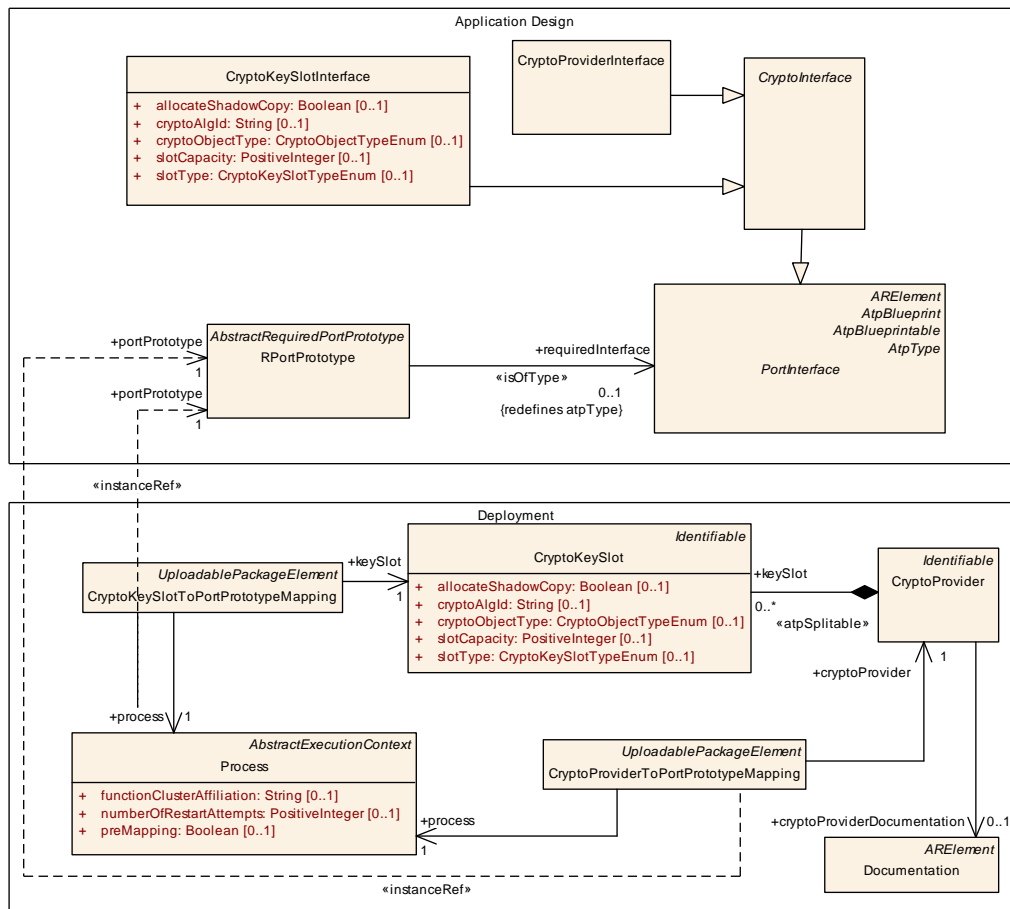 Application Design
CryptoKeySlotInterface
+ allocateShadowCopy: Boolean [0..1]
+ cryptoAlgId: String [0..1]
+ cryptoObjectType: CryptoObjectTypeEnum [0..1]
+ slotCapacity: PositiveInteger [0..1]
+ slotType: CryptoKeySlotTypeEnum [0..1]
CryptoProviderInterface
CryptoInterface
ARElement
AtpBlueprint
AtpBlueprintable
AtpType
PortInterface
AbstractRequiredPortPrototype
RPortPrototype
+portPrototype
1
+portPrototype
1
+requiredInterface
«isOfType»
0..1
{redefines atpType}
«instanceRef»
Deployment
UploadablePackageElement
CryptoKeySlotToPortPrototypeMapping
+keySlot
1
Identifiable
CryptoKeySlot
+ allocateShadowCopy: Boolean [0..1]
+ cryptoAlgId: String [0..1]
+ cryptoObjectType: CryptoObjectTypeEnum [0..1]
+ slotCapacity: PositiveInteger [0..1]
+ slotType: CryptoKeySlotTypeEnum [0..1]
+keySlot
0..*
«atpSplitable»
Identifiable
CryptoProvider
+cryptoProvider
1
+process
1
AbstractExecutionContext
Process
+ functionClusterAffiliation: String [0..1]
+ numberOfRestartAttempts: PositiveInteger [0..1]
+ preMapping: Boolean [0..1]
UploadablePackageElement
CryptoProviderToPortPrototypeMapping
+process
1
+cryptoProviderDocumentation
0..1
ARElement
Documentation
«instanceRef»